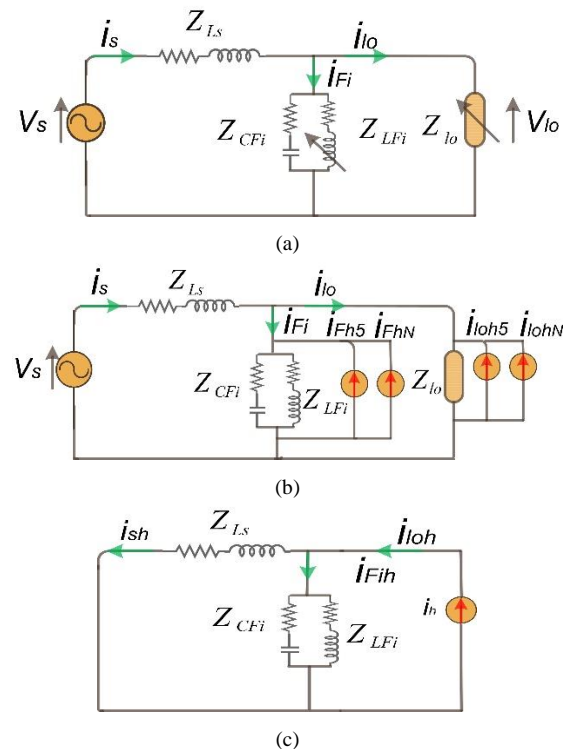 Z_Ls
i_s i_lo
i_Fi
V_s Z_CFi Z_LFi Z_lo V_lo
(a)
Z_Ls
i_s i_lo
i_Fi i_Fh5 i_FhN i_loh5 i_lohN
V_s Z_CFi Z_LFi Z_lo
(b)
Z_Ls
i_sh i_loh
i_Fih
Z_CFi Z_LFi i_h
(c)